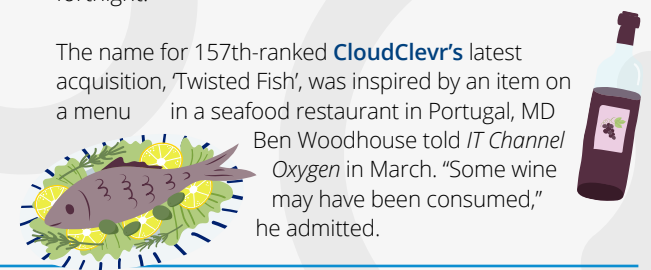 fortnight.
The name for 157th-ranked CloudClevr's latest
acquisition, 'Twisted Fish', was inspired by an item on
a menu in a seafood restaurant in Portugal, MD
Ben Woodhouse told IT Channel
Oxygen in March. “Some wine
may have been consumed,”
he admitted.